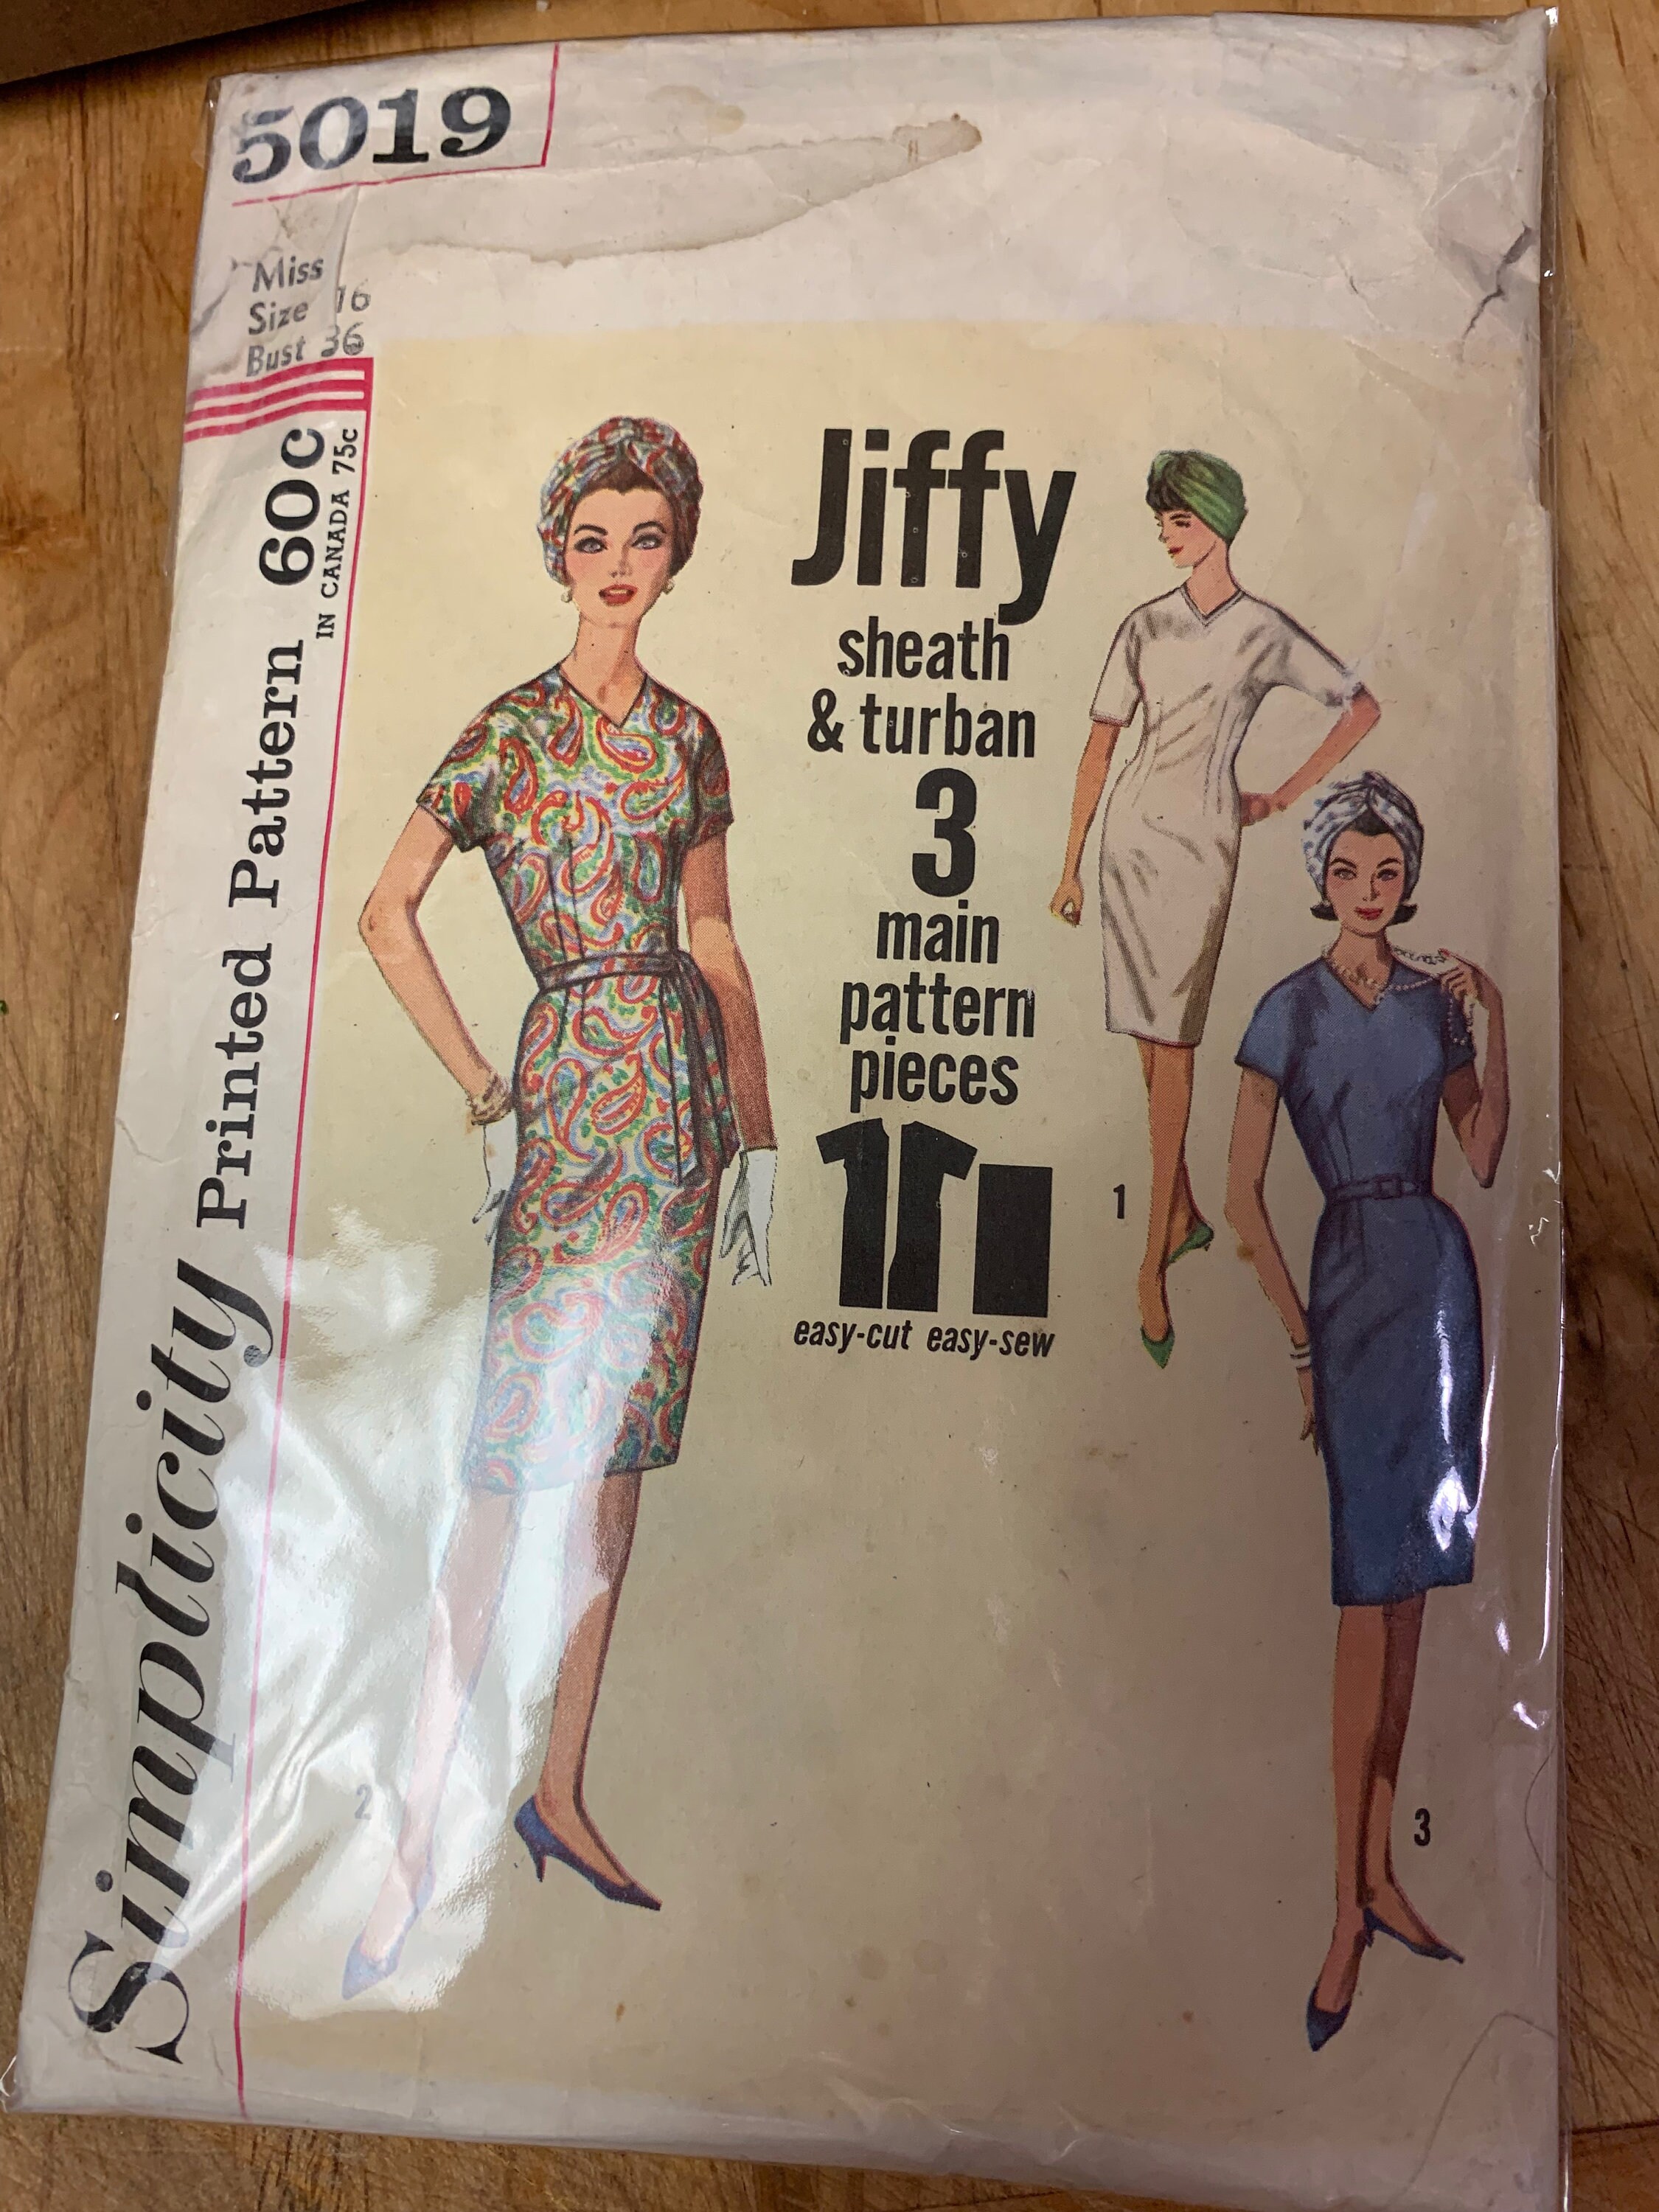 5019
Miss
Size 16
Bust 36
Simplicity Printed Pattern 60c
IN CANADA 75c
Jiffy
sheath
& turban
3
main
pattern
pieces
easy-cut easy-sew
1
2
3